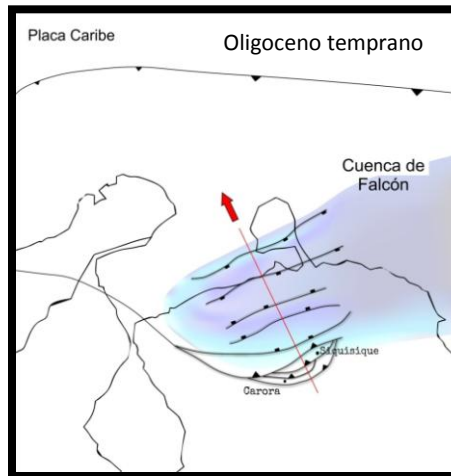 Placa Caribe
Oligoceno temprano
Cuenca de
Falcón
Siquisique
Carora